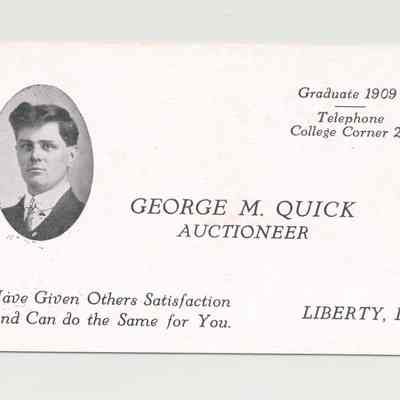 Graduate 1909
Telephone
College Corner 2
GEORGE M. QUICK
AUCTIONEER
Have Given Others Satisfaction
and Can do the Same for You.
LIBERTY,